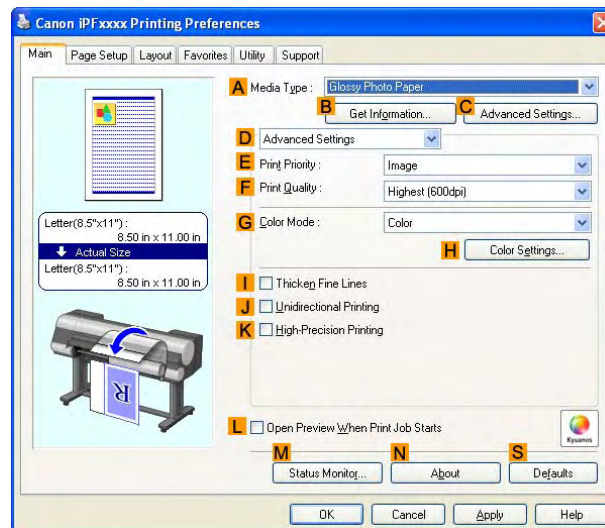 Canon iPFxxxx Printing Preferences
Main Page Setup Layout Favorites Utility Support
A Media Type : Glossy Photo Paper
B Get Information... C Advanced Settings...
D Advanced Settings
E Print Priority : Image
F Print Quality : Highest (600dpi)
G Color Mode : Color
H Color Settings...
Letter(8.5"x11") :
8.50 in x 11.00 in
Actual Size
Letter(8.5"x11") :
8.50 in x 11.00 in
R
I Thicken Fine Lines
J Unidirectional Printing
K High-Precision Printing
L Open Preview When Print Job Starts
Kyuanos
M Status Monitor... N About S Defaults
OK Cancel Apply Help